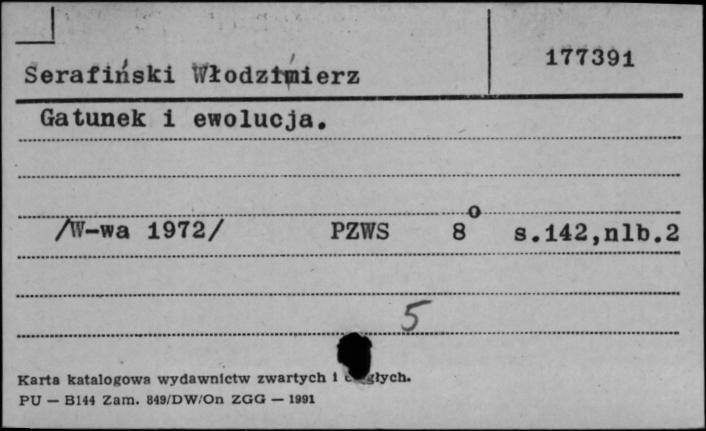 177391
Serafiński Włodzimierz
Gatunek i ewolucja.
/W-wa 1972/ PZWS 8° s.142,nlb.2
5
Karta katalogowa wydawnictw zwartych i
PU — B144 Zam. 849/DW/On ZGG — 1991